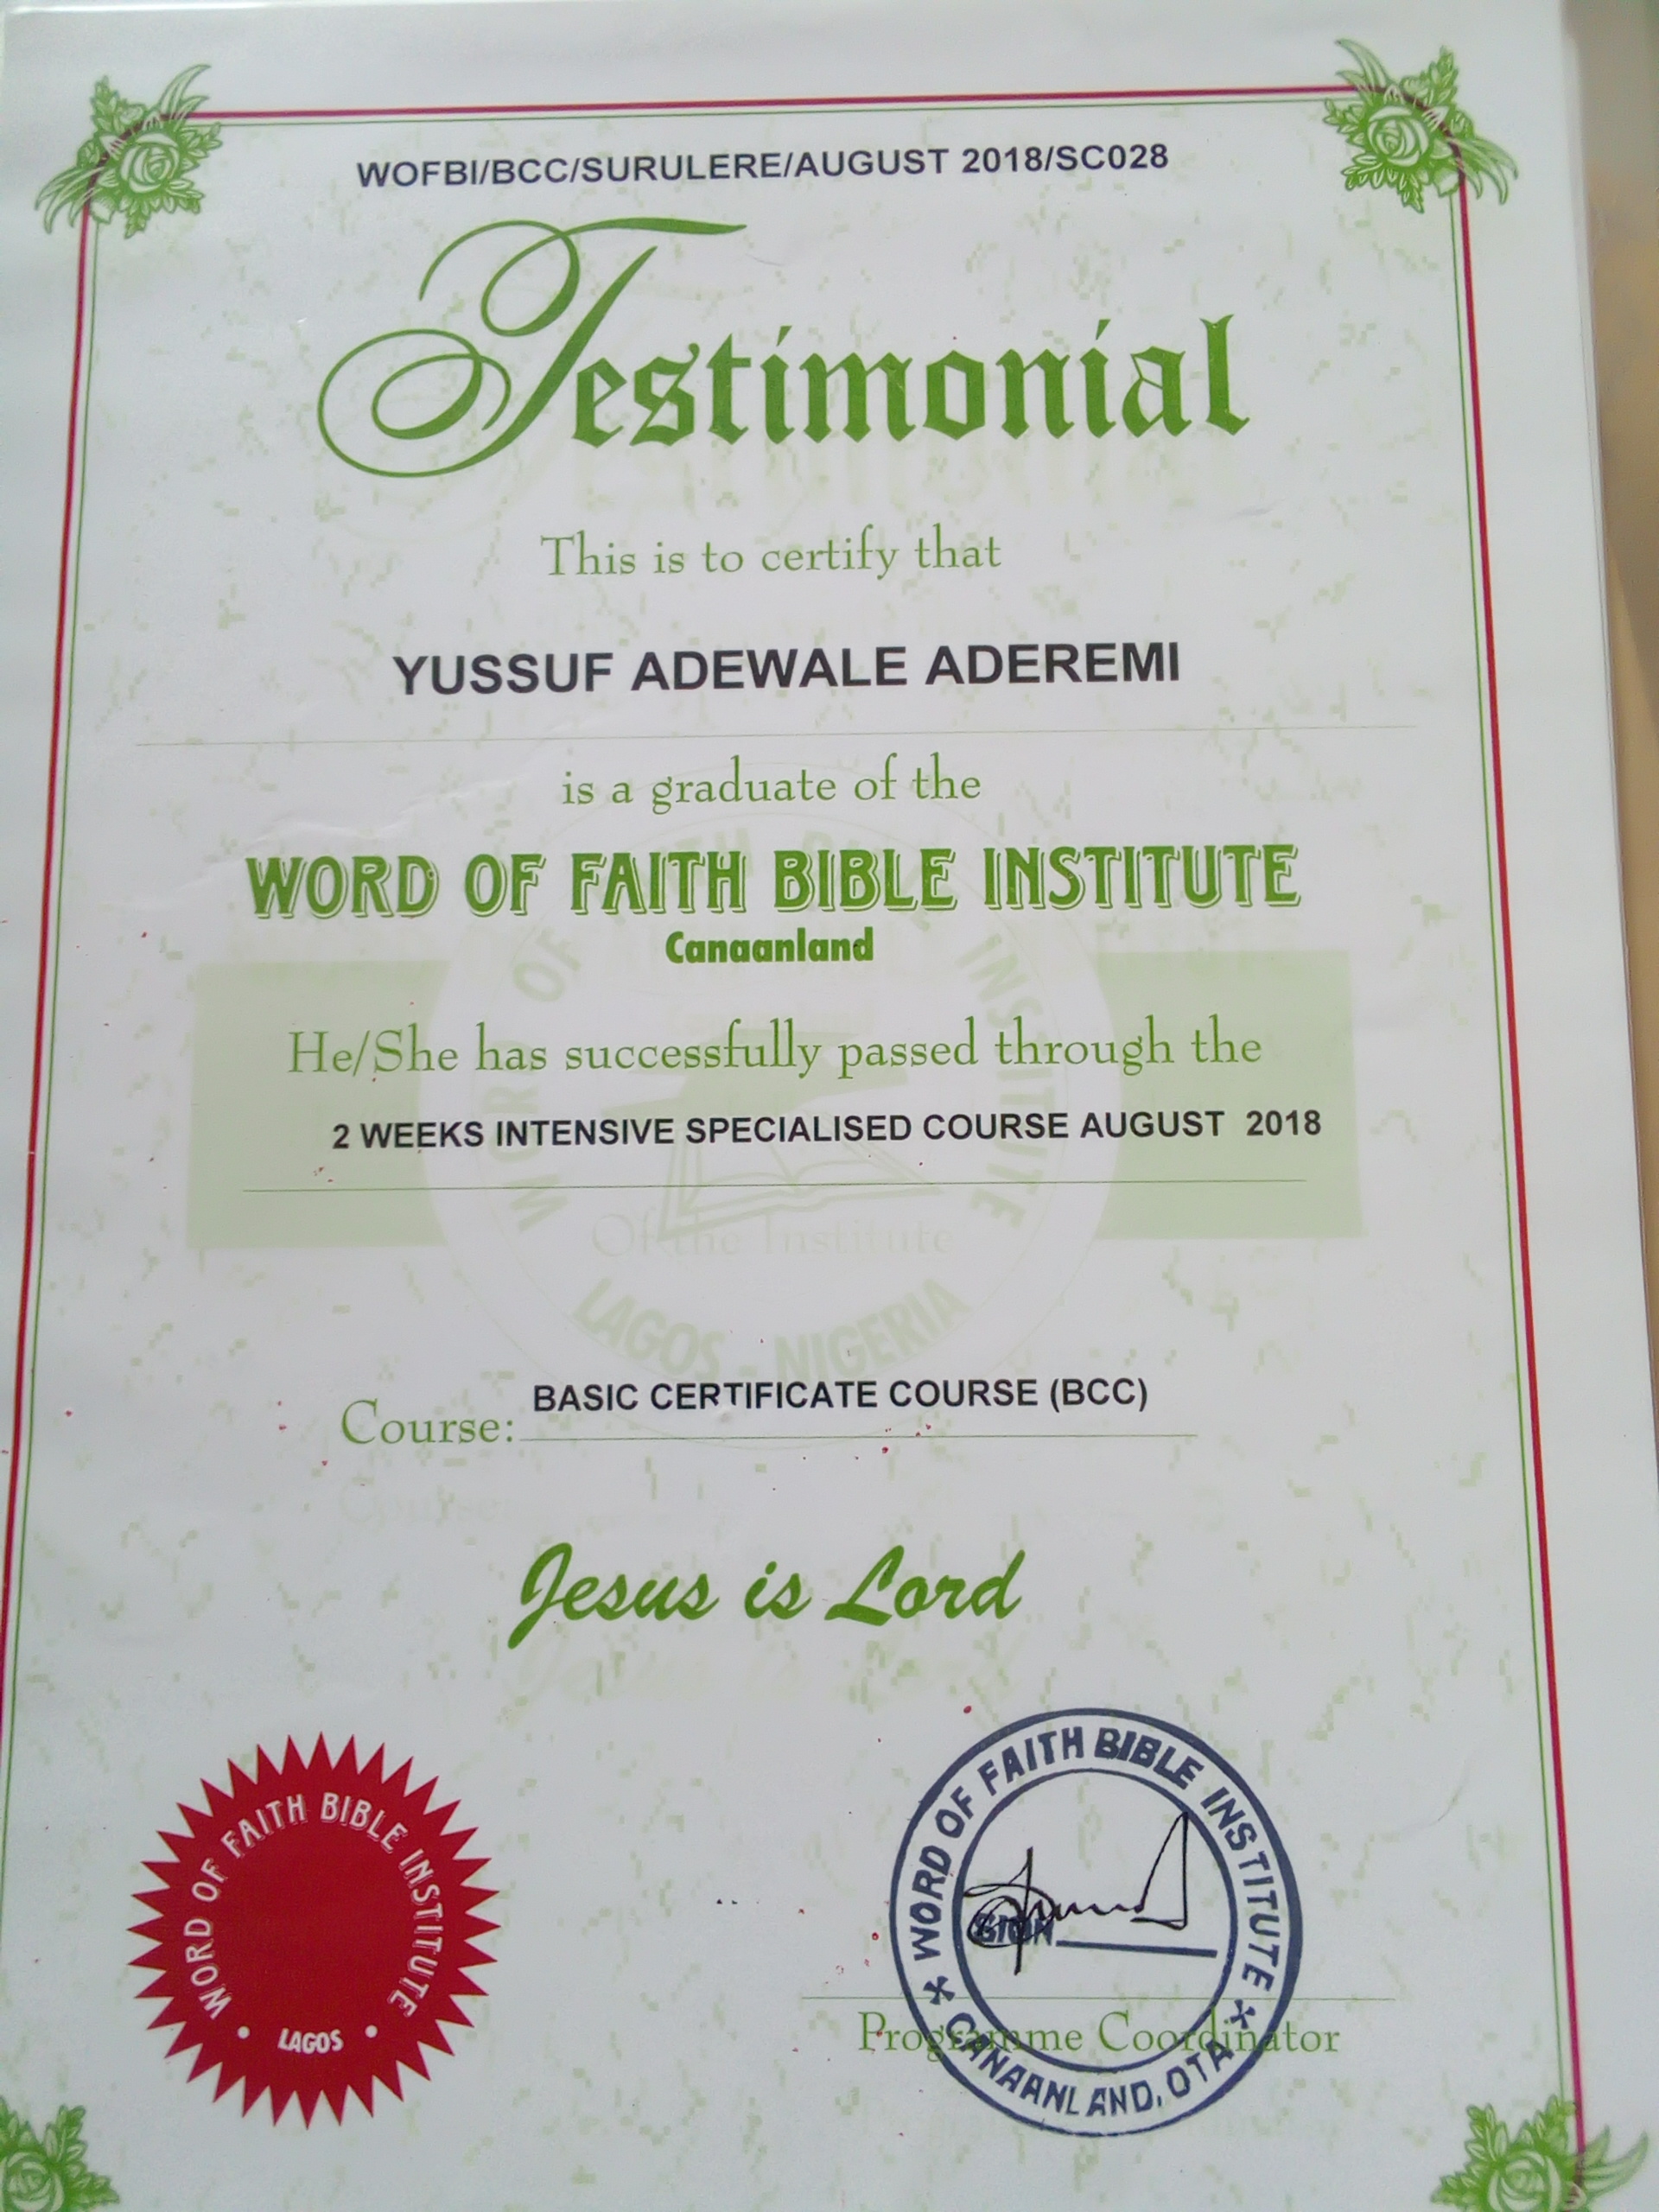 WOFBI/BCC/SURULERE/AUGUST 2018/SC028
Testimonial
This is to certify that
YUSSUF ADEWALE ADEREMI
is a graduate of the
WORD OF FAITH BIBLE INSTITUTE
Canaanland
He/She has successfully passed through the
2 WEEKS INTENSIVE SPECIALISED COURSE AUGUST 2018
Of the Institute
WORD OF FAITH BIBLE INSTITUTE
LAGOS - NIGERIA
Course: BASIC CERTIFICATE COURSE (BCC)
Jesus is Lord
WORD OF FAITH BIBLE INSTITUTE
• LAGOS •
WORD OF FAITH BIBLE INSTITUTE
SIGN
CANAANLAND, OTA
Programme Coordinator